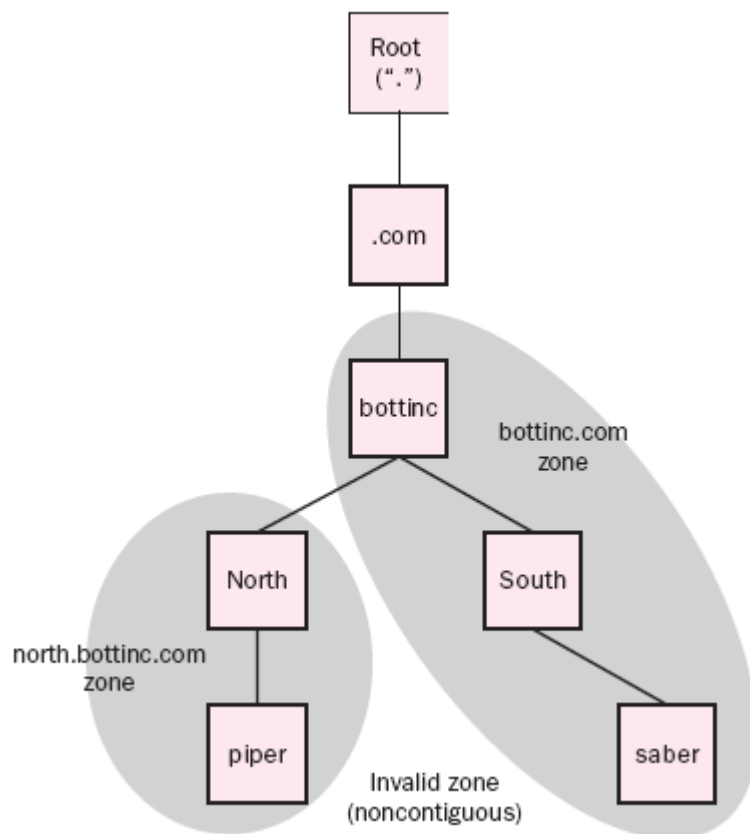 Root
(“.”)
.com
bottinc
bottinc.com
zone
North
South
north.bottinc.com
zone
piper
saber
Invalid zone
(noncontiguous)